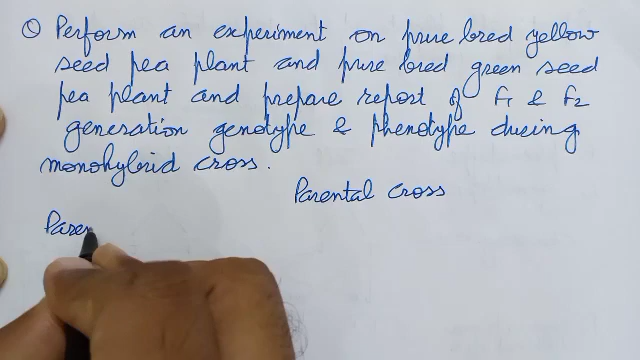 Q Perform an experiment on pure bred yellow
seed pea plant and pure bred green seed
pea plant and prepare report of F1 & F2
generation genotype & phenotype during
monohybrid cross.
Parental Cross
Paren